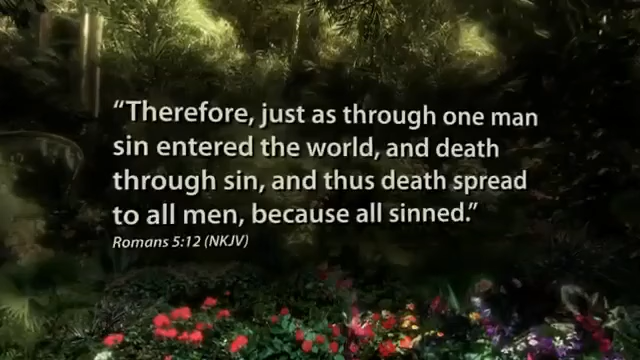 “Therefore, just as through one man
sin entered the world, and death
through sin, and thus death spread
to all men, because all sinned.”
Romans 5:12 (NKJV)